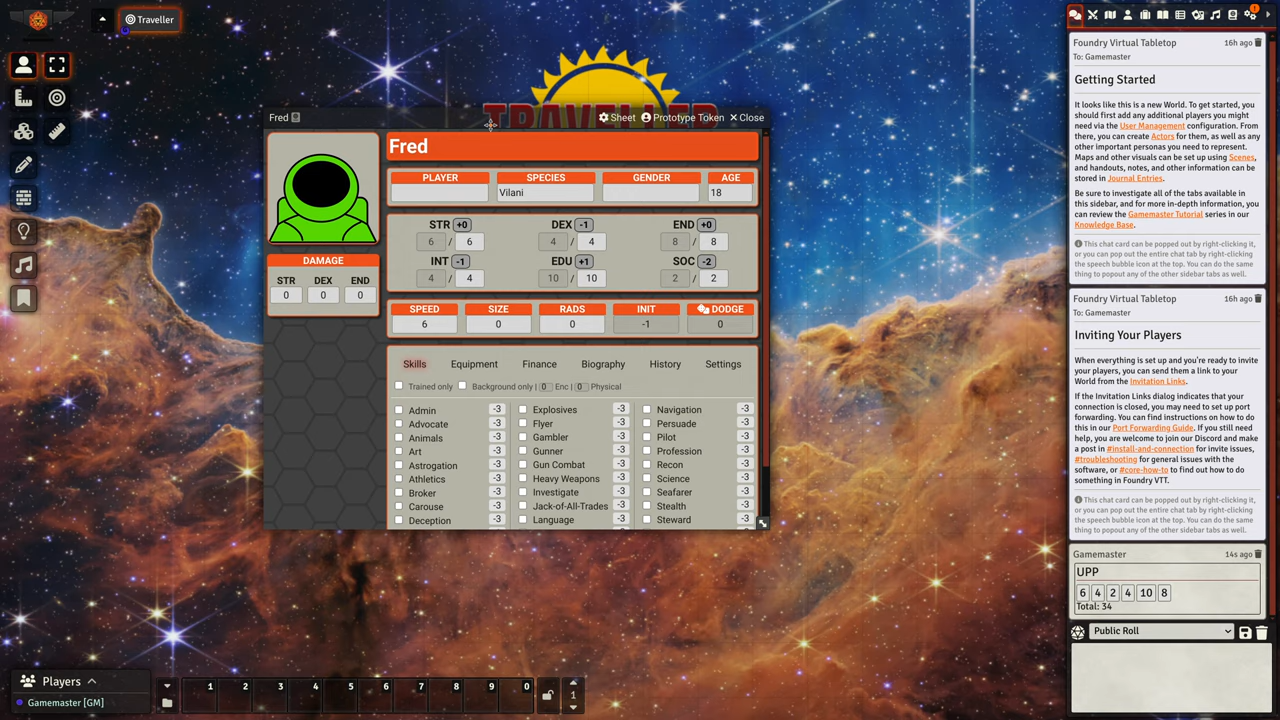 Traveller
TRAVELLER
Fred
Sheet
Prototype Token
Close
Fred
PLAYER
SPECIES
GENDER
AGE
Vilani
18
STR +0
DEX -1
END +0
6 / 6
4 / 4
8 / 8
INT -1
EDU +1
SOC -2
4 / 4
10 / 10
2 / 2
DAMAGE
STR DEX END
0 0 0
SPEED
SIZE
RADS
INIT
DODGE
6
0
0
-1
0
Skills
Equipment
Finance
Biography
History
Settings
Trained only
Background only | 0 Enc | 0 Physical
Admin -3
Advocate -3
Animals -3
Art -3
Astrogation -3
Athletics -3
Broker -3
Carouse -3
Deception -3
Explosives -3
Flyer -3
Gambler -3
Gunner -3
Gun Combat -3
Heavy Weapons -3
Investigate -3
Jack-of-All-Trades -3
Language -3
Navigation -3
Persuade -3
Pilot -3
Profession -3
Recon -3
Science -3
Seafarer -3
Stealth -3
Steward -3
Foundry Virtual Tabletop 16h ago
To: Gamemaster
Getting Started
It looks like this is a new World. To get started, you
should first add any additional players you might
need via the User Management configuration. From
there, you can create Actors for them, as well as any
other important personas you need to represent.
Maps and other visuals can be set up using Scenes,
and handouts, notes, and other information can be
stored in Journal Entries.
Be sure to investigate all of the tabs available in
this sidebar, and for more in-depth information, you
can review the Gamemaster Tutorial series in our
Knowledge Base.
This chat card can be popped out by right-clicking it,
or you can pop out the entire chat tab by right-clicking
the speech bubble icon at the top. You can do the same
thing to popout any of the other sidebar tabs as well.
Foundry Virtual Tabletop 16h ago
To: Gamemaster
Inviting Your Players
When everything is set up and you're ready to invite
your players, you can send them a link to your
World from the Invitation Links.
If the Invitation Links dialog indicates that your
connection is closed, you may need to set up port
forwarding. You can find instructions on how to do
this in our Port Forwarding Guide. If you still need
help, you are welcome to join our Discord and make
a post in #install-and-connection for invite issues,
#troubleshooting for general issues with the
software, or #core-how-to to find out how to do
something in Foundry VTT.
This chat card can be popped out by right-clicking it,
or you can pop out the entire chat tab by right-clicking
the speech bubble icon at the top. You can do the same
thing to popout any of the other sidebar tabs as well.
Gamemaster 14s ago
UPP
6 4 2 4 10 8
Total: 34
Public Roll
Players
Gamemaster [GM]
1 2 3 4 5 6 7 8 9 0
1